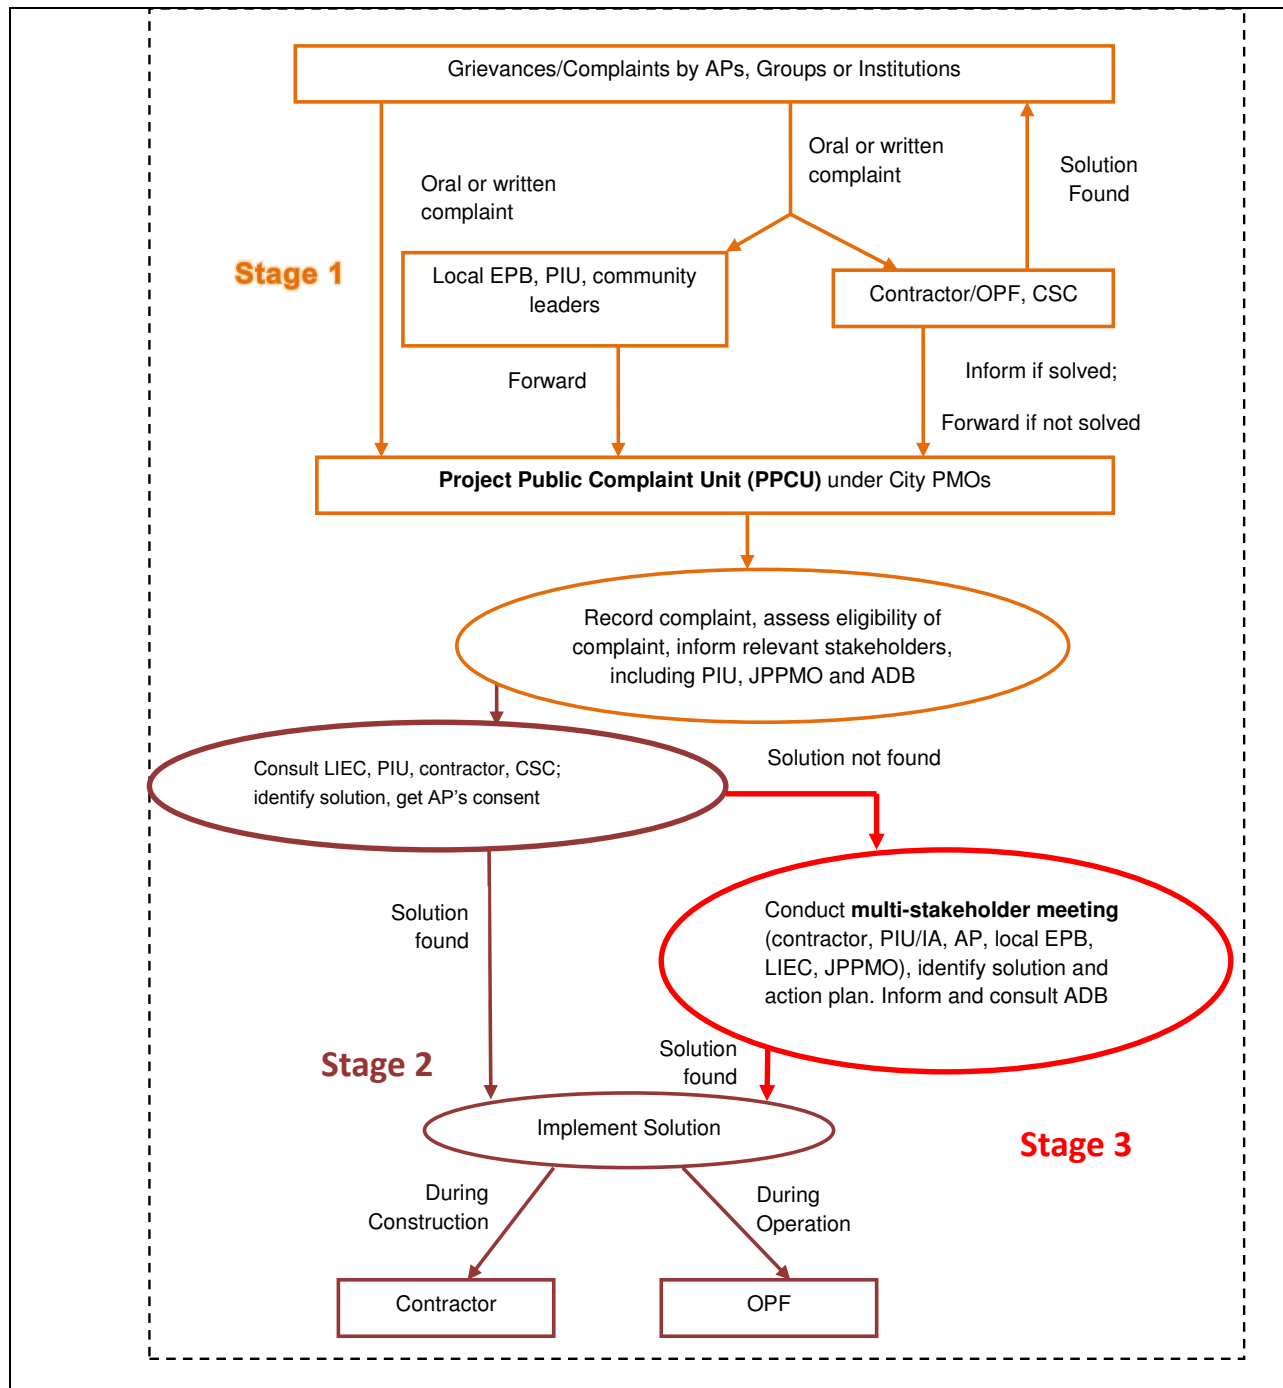 Grievances/Complaints by APs, Groups or Institutions
Oral or written
complaint
Solution
Found
Oral or written
complaint
Stage 1
Local EPB, PIU, community
leaders
Contractor/OPF, CSC
Forward
Inform if solved;
Forward if not solved
Project Public Complaint Unit (PPCU) under City PMOs
Record complaint, assess eligibility of
complaint, inform relevant stakeholders,
including PIU, JPPMO and ADB
Consult LIEC, PIU, contractor, CSC;
identify solution, get AP's consent
Solution not found
Solution
found
Conduct multi-stakeholder meeting
(contractor, PIU/IA, AP, local EPB,
LIEC, JPPMO), identify solution and
action plan. Inform and consult ADB
Stage 2
Solution
found
Implement Solution
Stage 3
During
Construction
During
Operation
Contractor
OPF